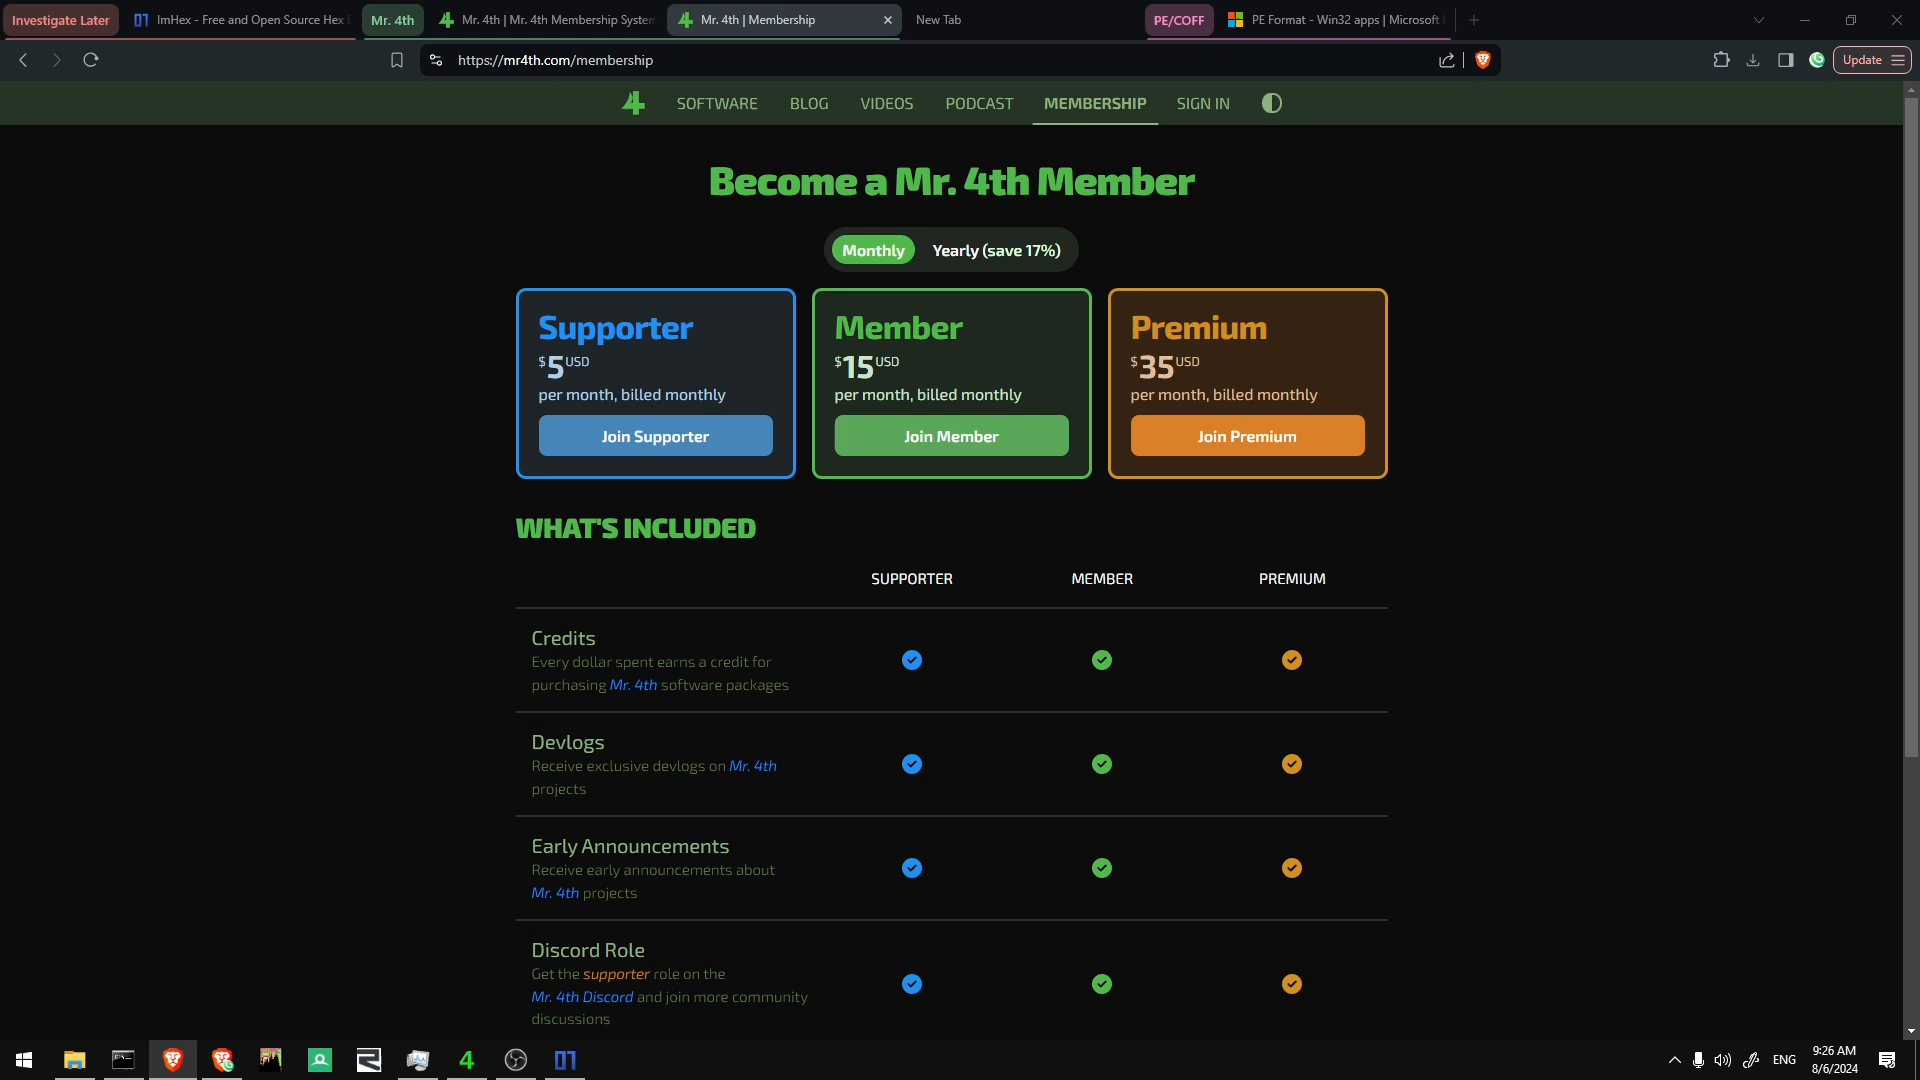 Investigate Later
ImHex - Free and Open Source Hex
Mr. 4th
Mr. 4th | Mr. 4th Membership System
Mr. 4th | Membership
New Tab
PE/COFF
PE Format - Win32 apps | Microsoft
https://mr4th.com/membership
Update
4
SOFTWARE
BLOG
VIDEOS
PODCAST
MEMBERSHIP
SIGN IN
Become a Mr. 4th Member
Monthly
Yearly (save 17%)
Supporter
$5USD
per month, billed monthly
Join Supporter
Member
$15USD
per month, billed monthly
Join Member
Premium
$35USD
per month, billed monthly
Join Premium
WHAT'S INCLUDED
SUPPORTER MEMBER PREMIUM
Credits
Every dollar spent earns a credit for
purchasing Mr. 4th software packages
Devlogs
Receive exclusive devlogs on Mr. 4th
projects
Early Announcements
Receive early announcements about
Mr. 4th projects
Discord Role
Get the supporter role on the
Mr. 4th Discord and join more community
discussions
4
ENG
9:26 AM
8/6/2024